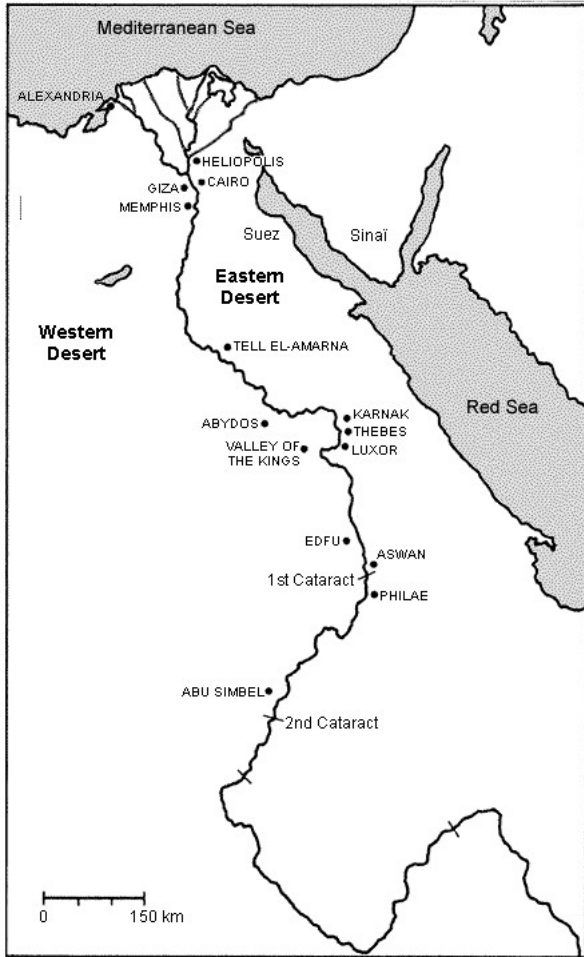 Mediterranean Sea
ALEXANDRIA
HELIOPOLIS
CAIRO
GIZA
MEMPHIS
Suez
Sinaï
Eastern
Desert
Western
Desert
TELL EL-AMARNA
Red Sea
KARNAK
ABYDOS
THEBES
VALLEY OF
THE KINGS
LUXOR
EDFU
ASWAN
1st Cataract
PHILAE
ABU SIMBEL
2nd Cataract
0 150 km